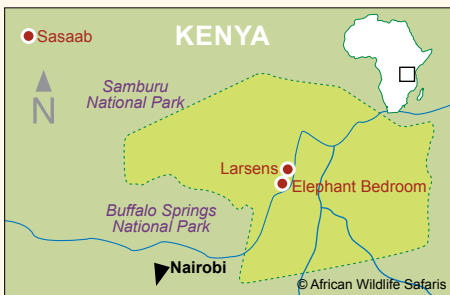 KENYA
Sasaab
N
Samburu
National Park
Larsens
Elephant Bedroom
Buffalo Springs
National Park
Nairobi
© African Wildlife Safaris